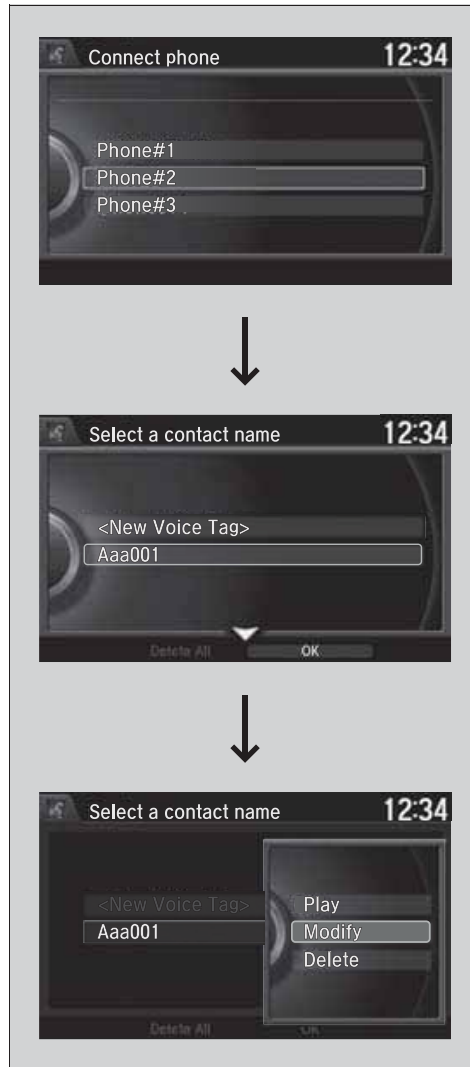 Connect phone 12:34
Phone#1
Phone#2
Phone#3
Select a contact name 12:34
<New Voice Tag>
Aaa001
Delete All OK
Select a contact name 12:34
<New Voice Tag> Play
Aaa001 Modify
Delete
Delete All OK